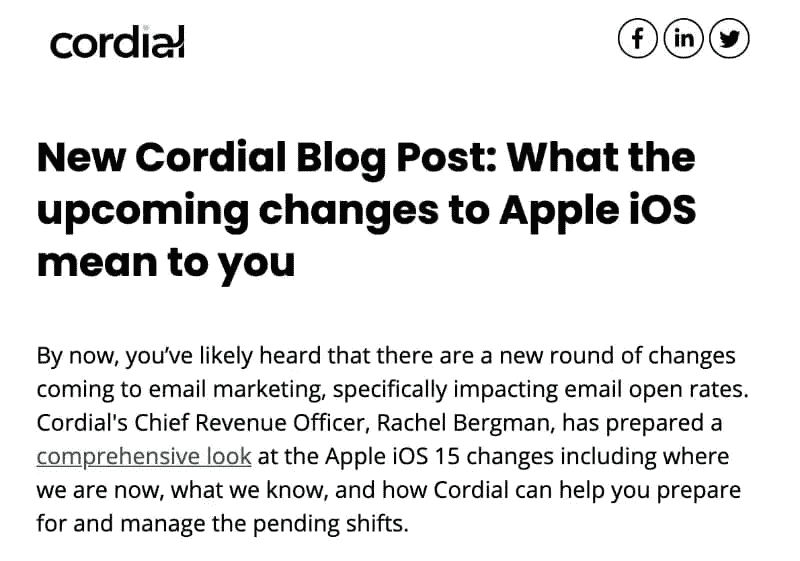 cordial
New Cordial Blog Post: What the
upcoming changes to Apple iOS
mean to you
By now, you’ve likely heard that there are a new round of changes
coming to email marketing, specifically impacting email open rates.
Cordial's Chief Revenue Officer, Rachel Bergman, has prepared a
comprehensive look at the Apple iOS 15 changes including where
we are now, what we know, and how Cordial can help you prepare
for and manage the pending shifts.